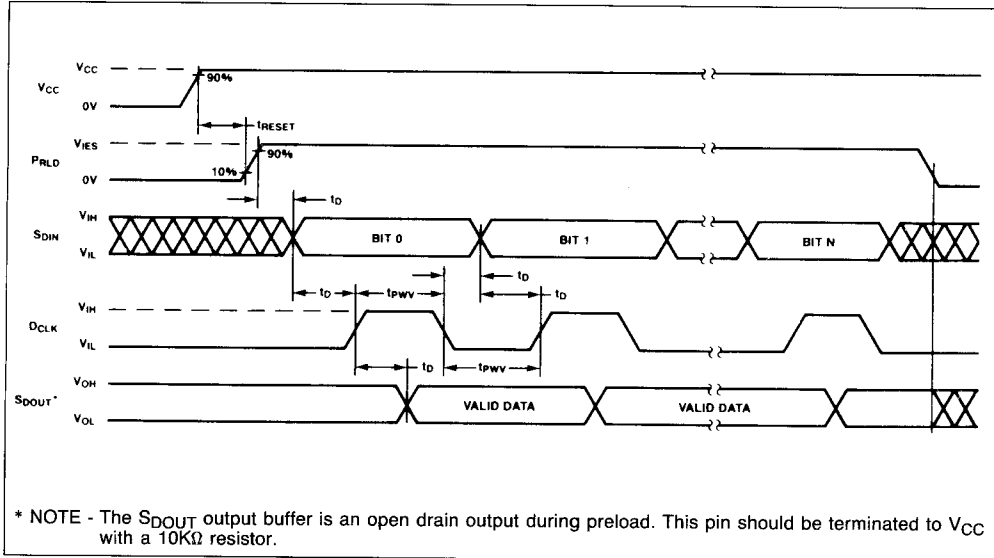 VCC
VCC
90%
0V
tRESET
PRLD
VIES
90%
10%
0V
tD
SDIN
VIH
BIT 0
BIT 1
BIT N
VIL
tD
tD
tPWV
tD
DCLK
VIH
VIL
tD
tPWV
SDOUT*
VOH
VALID DATA
VALID DATA
VOL
* NOTE - The SDOUT output buffer is an open drain output during preload. This pin should be terminated to VCC
with a 10KΩ resistor.